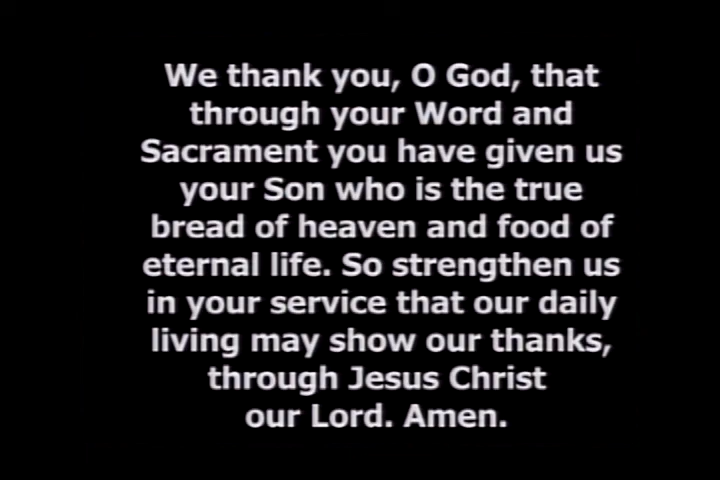 We thank you, O God, that
through your Word and
Sacrament you have given us
your Son who is the true
bread of heaven and food of
eternal life. So strengthen us
in your service that our daily
living may show our thanks,
through Jesus Christ
our Lord. Amen.